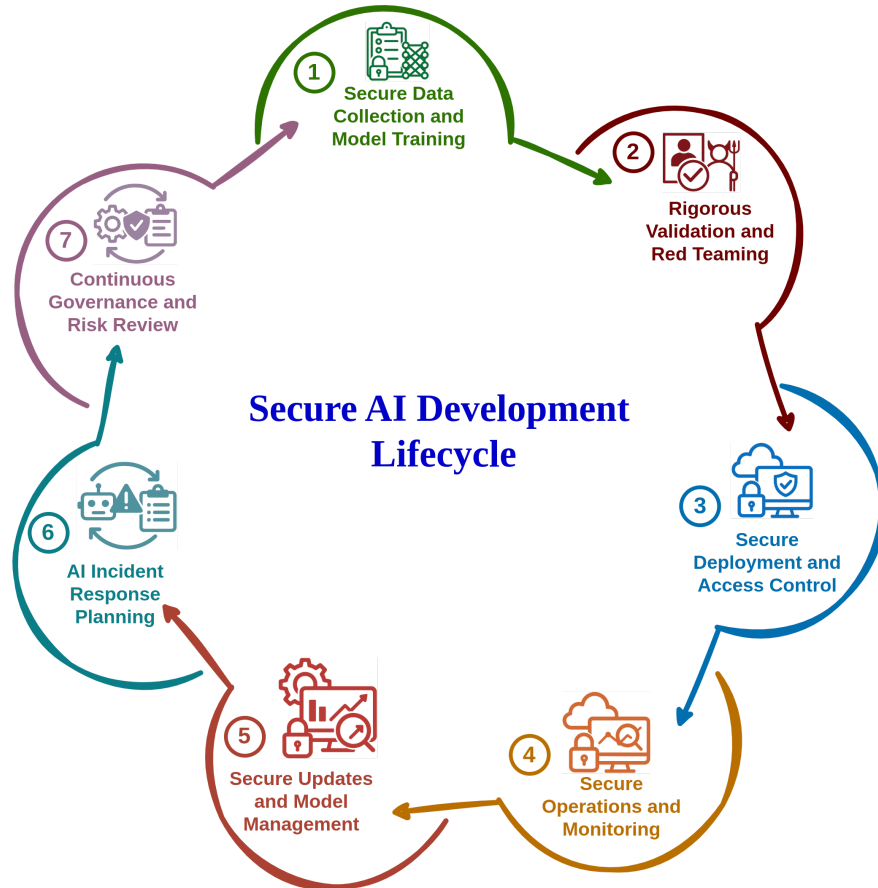 1
Secure Data
Collection and
Model Training
2
Rigorous
Validation and
Red Teaming
3
Secure
Deployment and
Access Control
4
Secure
Operations and
Monitoring
5
Secure Updates
and Model
Management
6
AI Incident
Response
Planning
7
Continuous
Governance and
Risk Review
Secure AI Development
Lifecycle